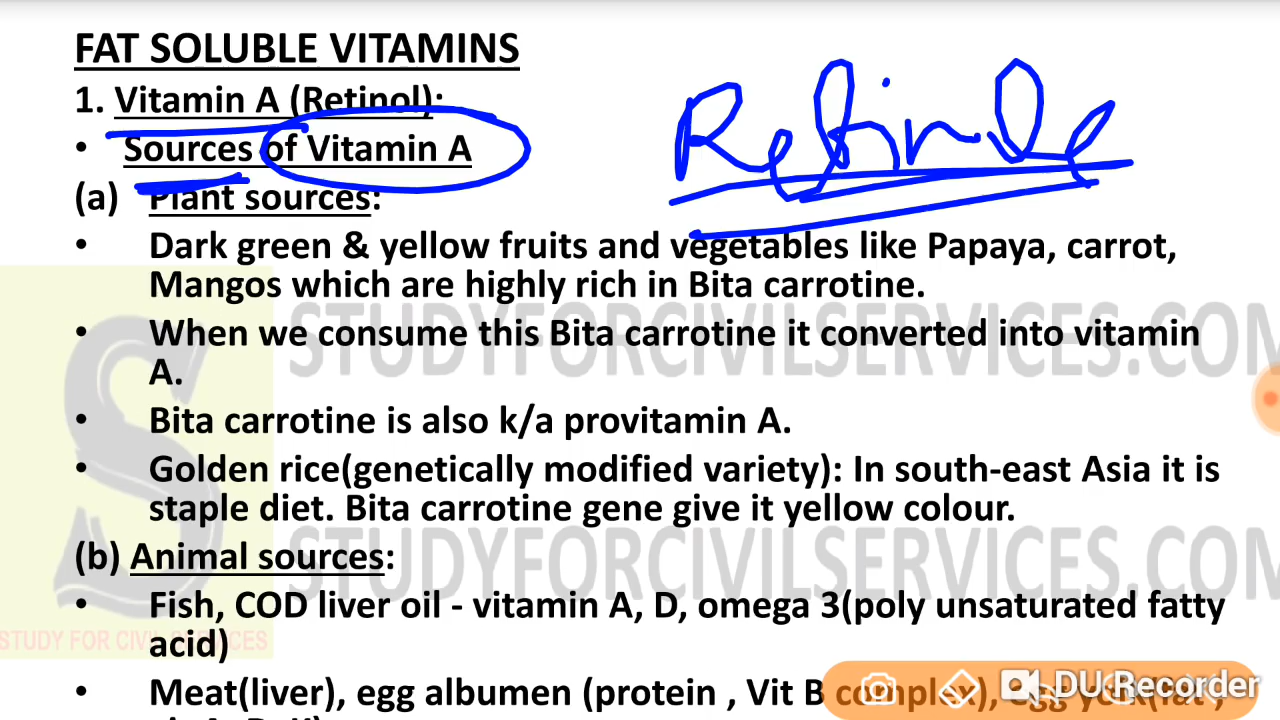 FAT SOLUBLE VITAMINS
1. Vitamin A (Retinol):
• Sources of Vitamin A
(a) Plant sources:
• Dark green & yellow fruits and vegetables like Papaya, carrot,
Mangos which are highly rich in Bita carrotine.
• When we consume this Bita carrotine it converted into vitamin
A.
• Bita carrotine is also k/a provitamin A.
• Golden rice(genetically modified variety): In south-east Asia it is
staple diet. Bita carrotine gene give it yellow colour.
(b) Animal sources:
• Fish, COD liver oil - vitamin A, D, omega 3(poly unsaturated fatty
acid)
• Meat(liver), egg albumen (protein , Vit B complex), egg yolk(fat ,
STUDYFORCIVILSERVICES.COM
STUDYFORCIVILSERVICES.COM
STUDY FOR CIVIL SERVICES
DU Recorder